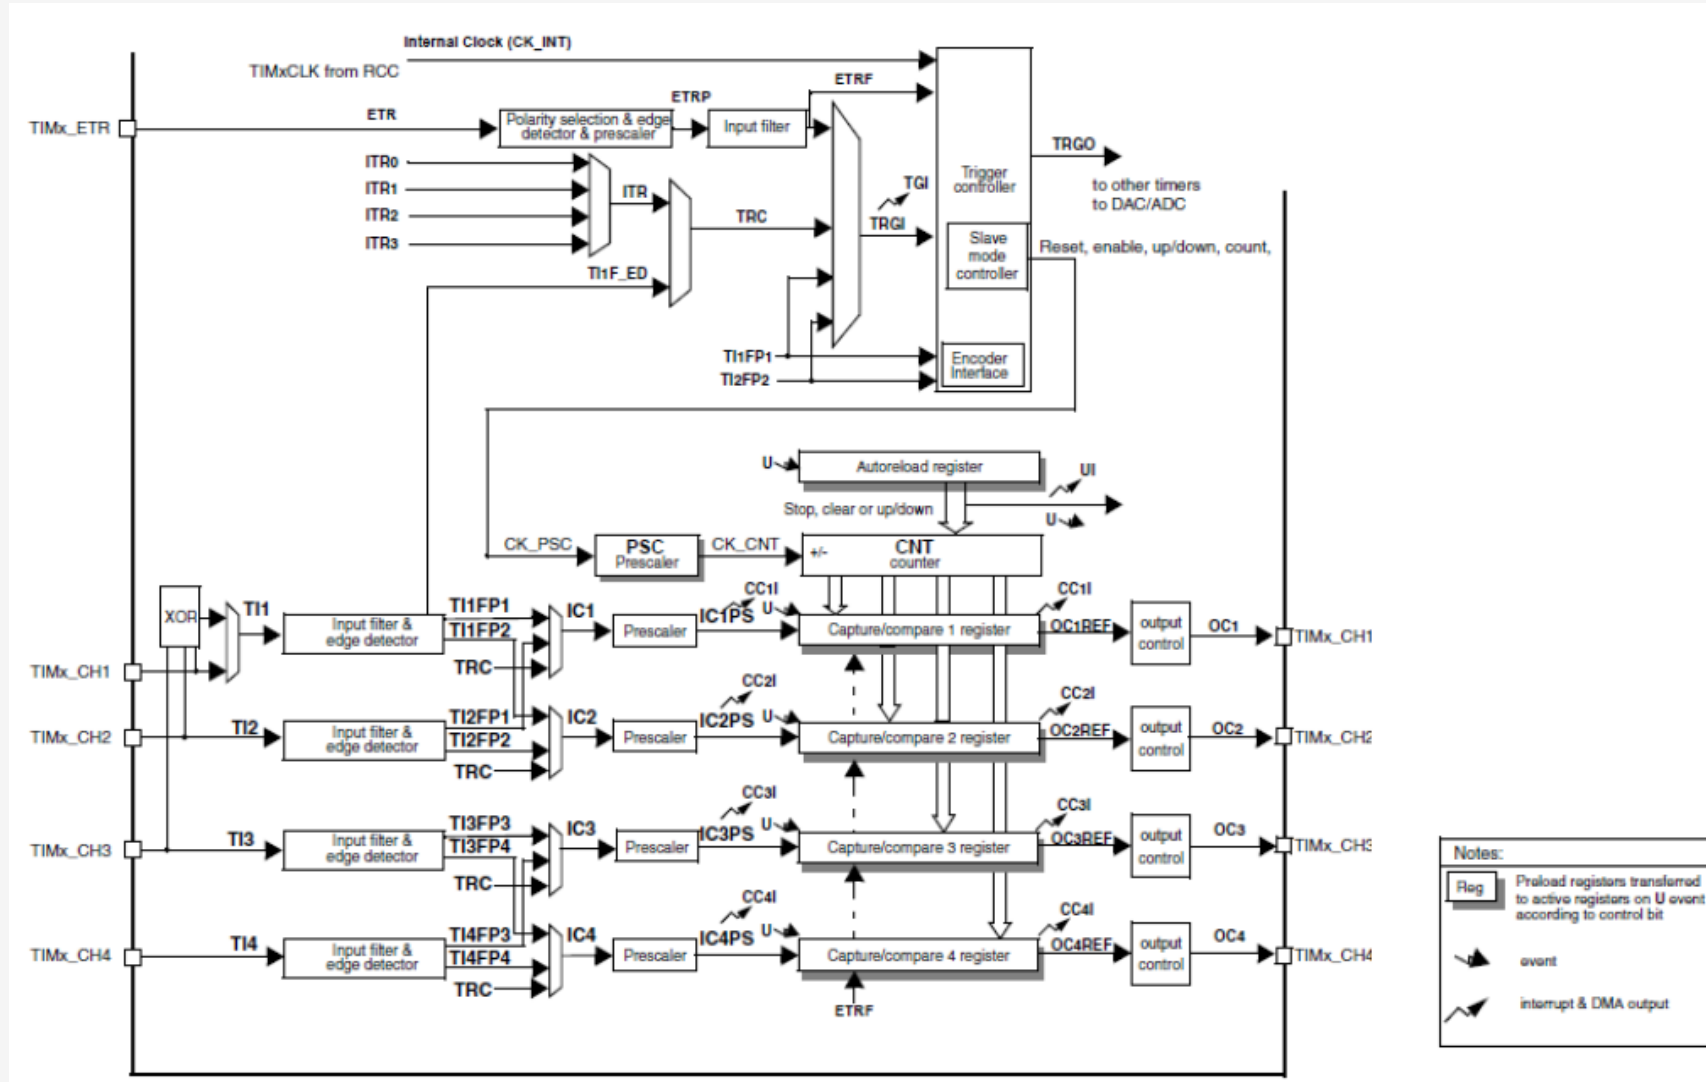 Internal Clock (CK_INT)
TIMxCLK from RCC
ETRF
TIMx_ETR
ETR
Polarity selection & edge
detector & prescaler
ETRP
Input filter
ITR0
ITR1
ITR2
ITR3
ITR
TI1F_ED
TRC
TGI
TRGI
TI1FP1
TI2FP2
Trigger
controller
Slave
mode
controller
Encoder
Interface
TRGO
to other timers
to DAC/ADC
Reset, enable, up/down, count,
U
Autoreload register
UI
Stop, clear or up/down
U
CK_PSC
PSC
Prescaler
CK_CNT
+/-
CNT
counter
XOR
TI1
TIMx_CH1
Input filter &
edge detector
TI1FP1
TI1FP2
TRC
IC1
Prescaler
IC1PS
CC1I
U
Capture/compare 1 register
CC1I
OC1REF
output
control
OC1
TIMx_CH1
TIMx_CH2
TI2
Input filter &
edge detector
TI2FP1
TI2FP2
TRC
IC2
Prescaler
IC2PS
CC2I
U
Capture/compare 2 register
CC2I
OC2REF
output
control
OC2
TIMx_CH2
TIMx_CH3
TI3
Input filter &
edge detector
TI3FP3
TI3FP4
TRC
IC3
Prescaler
IC3PS
CC3I
U
Capture/compare 3 register
CC3I
OC3REF
output
control
OC3
TIMx_CH3
TIMx_CH4
TI4
Input filter &
edge detector
TI4FP3
TI4FP4
TRC
IC4
Prescaler
IC4PS
CC4I
U
Capture/compare 4 register
CC4I
OC4REF
output
control
OC4
TIMx_CH4
ETRF
Notes:
Reg
Preload registers transferred
to active registers on U event
according to control bit
event
interrupt & DMA output